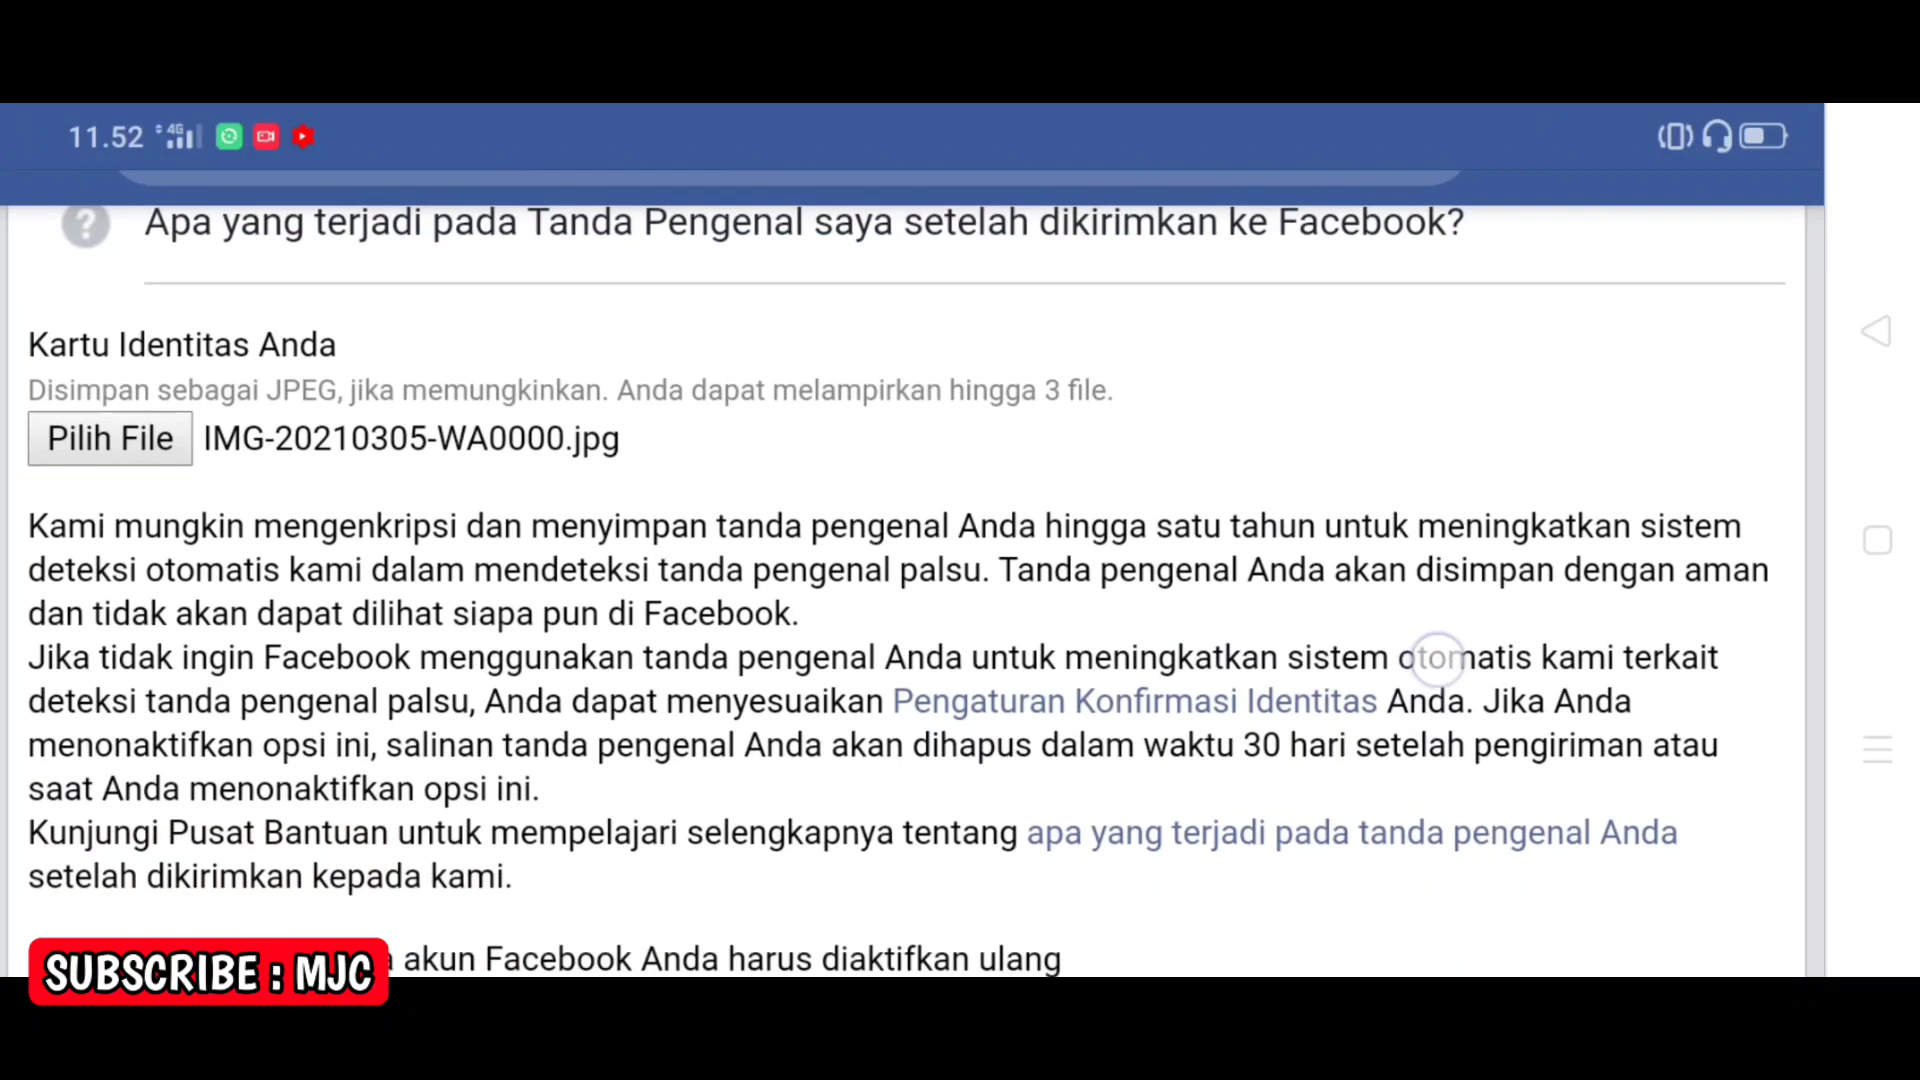 11.52 4G
? Apa yang terjadi pada Tanda Pengenal saya setelah dikirimkan ke Facebook?
Kartu Identitas Anda
Disimpan sebagai JPEG, jika memungkinkan. Anda dapat melampirkan hingga 3 file.
Pilih File IMG-20210305-WA0000.jpg
Kami mungkin mengenkripsi dan menyimpan tanda pengenal Anda hingga satu tahun untuk meningkatkan sistem
deteksi otomatis kami dalam mendeteksi tanda pengenal palsu. Tanda pengenal Anda akan disimpan dengan aman
dan tidak akan dapat dilihat siapa pun di Facebook.
Jika tidak ingin Facebook menggunakan tanda pengenal Anda untuk meningkatkan sistem otomatis kami terkait
deteksi tanda pengenal palsu, Anda dapat menyesuaikan Pengaturan Konfirmasi Identitas Anda. Jika Anda
menonaktifkan opsi ini, salinan tanda pengenal Anda akan dihapus dalam waktu 30 hari setelah pengiriman atau
saat Anda menonaktifkan opsi ini.
Kunjungi Pusat Bantuan untuk mempelajari selengkapnya tentang apa yang terjadi pada tanda pengenal Anda
setelah dikirimkan kepada kami.
akun Facebook Anda harus diaktifkan ulang
SUBSCRIBE : MJC